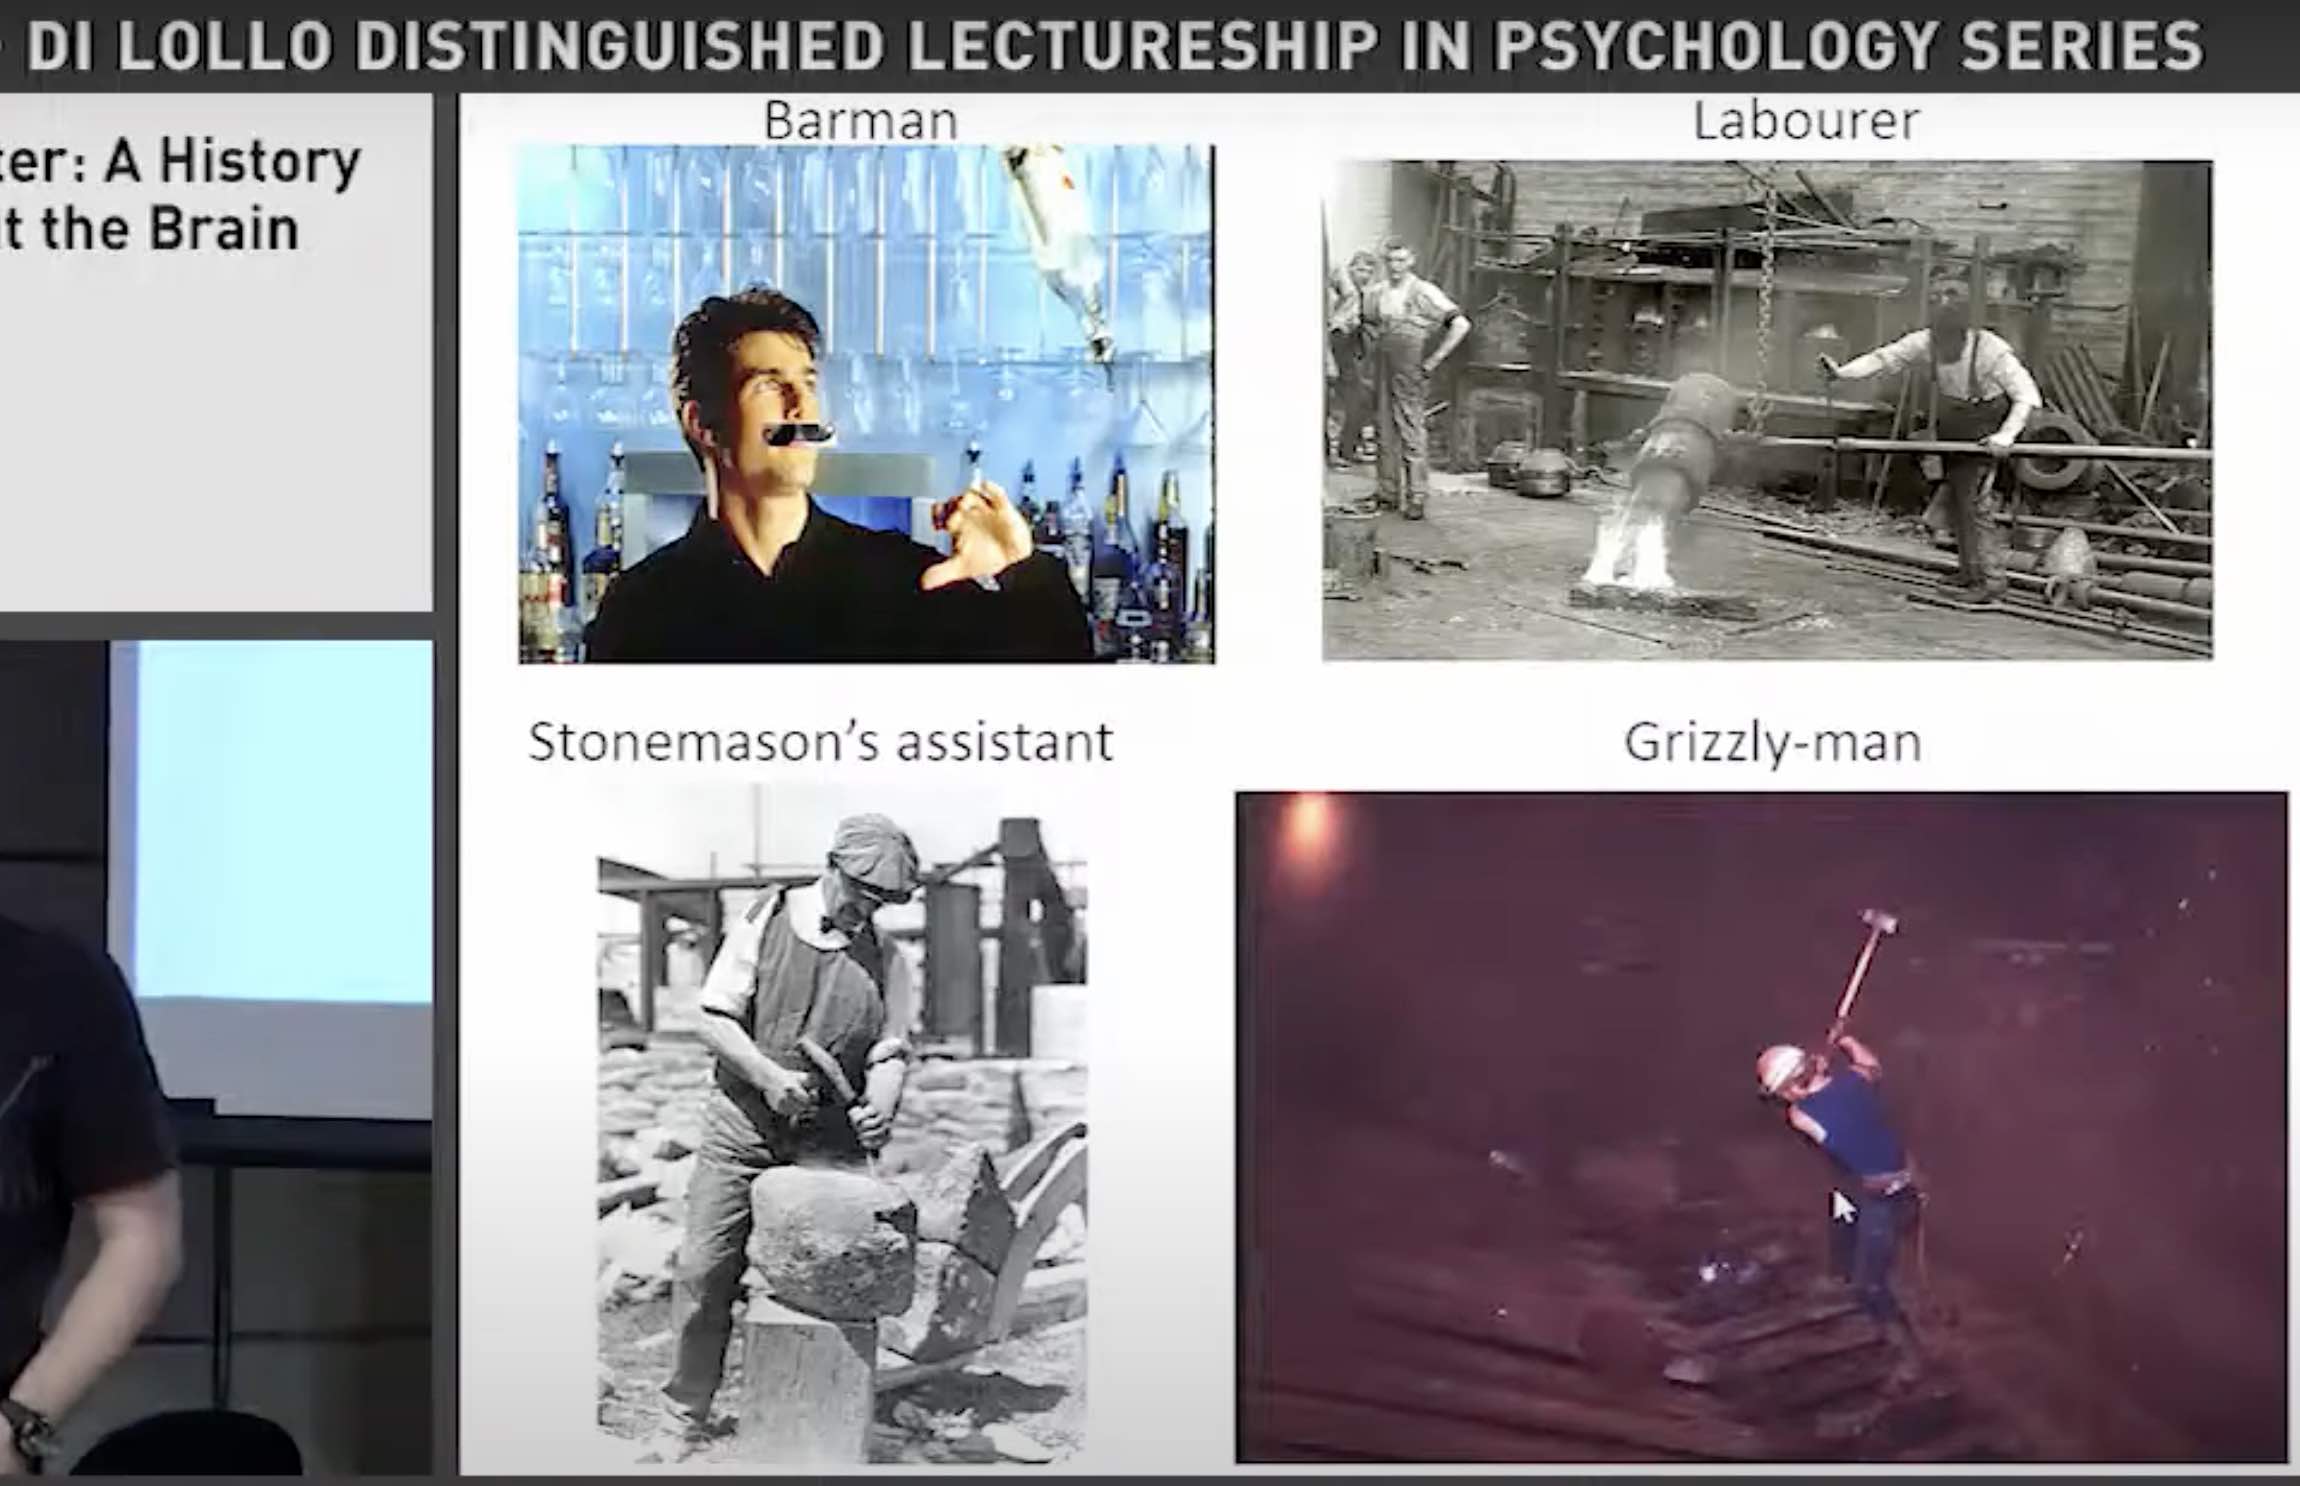 DI LOLLO DISTINGUISHED LECTURESHIP IN PSYCHOLOGY SERIES
ter: A History
t the Brain
Barman
Labourer
Stonemason's assistant
Grizzly-man